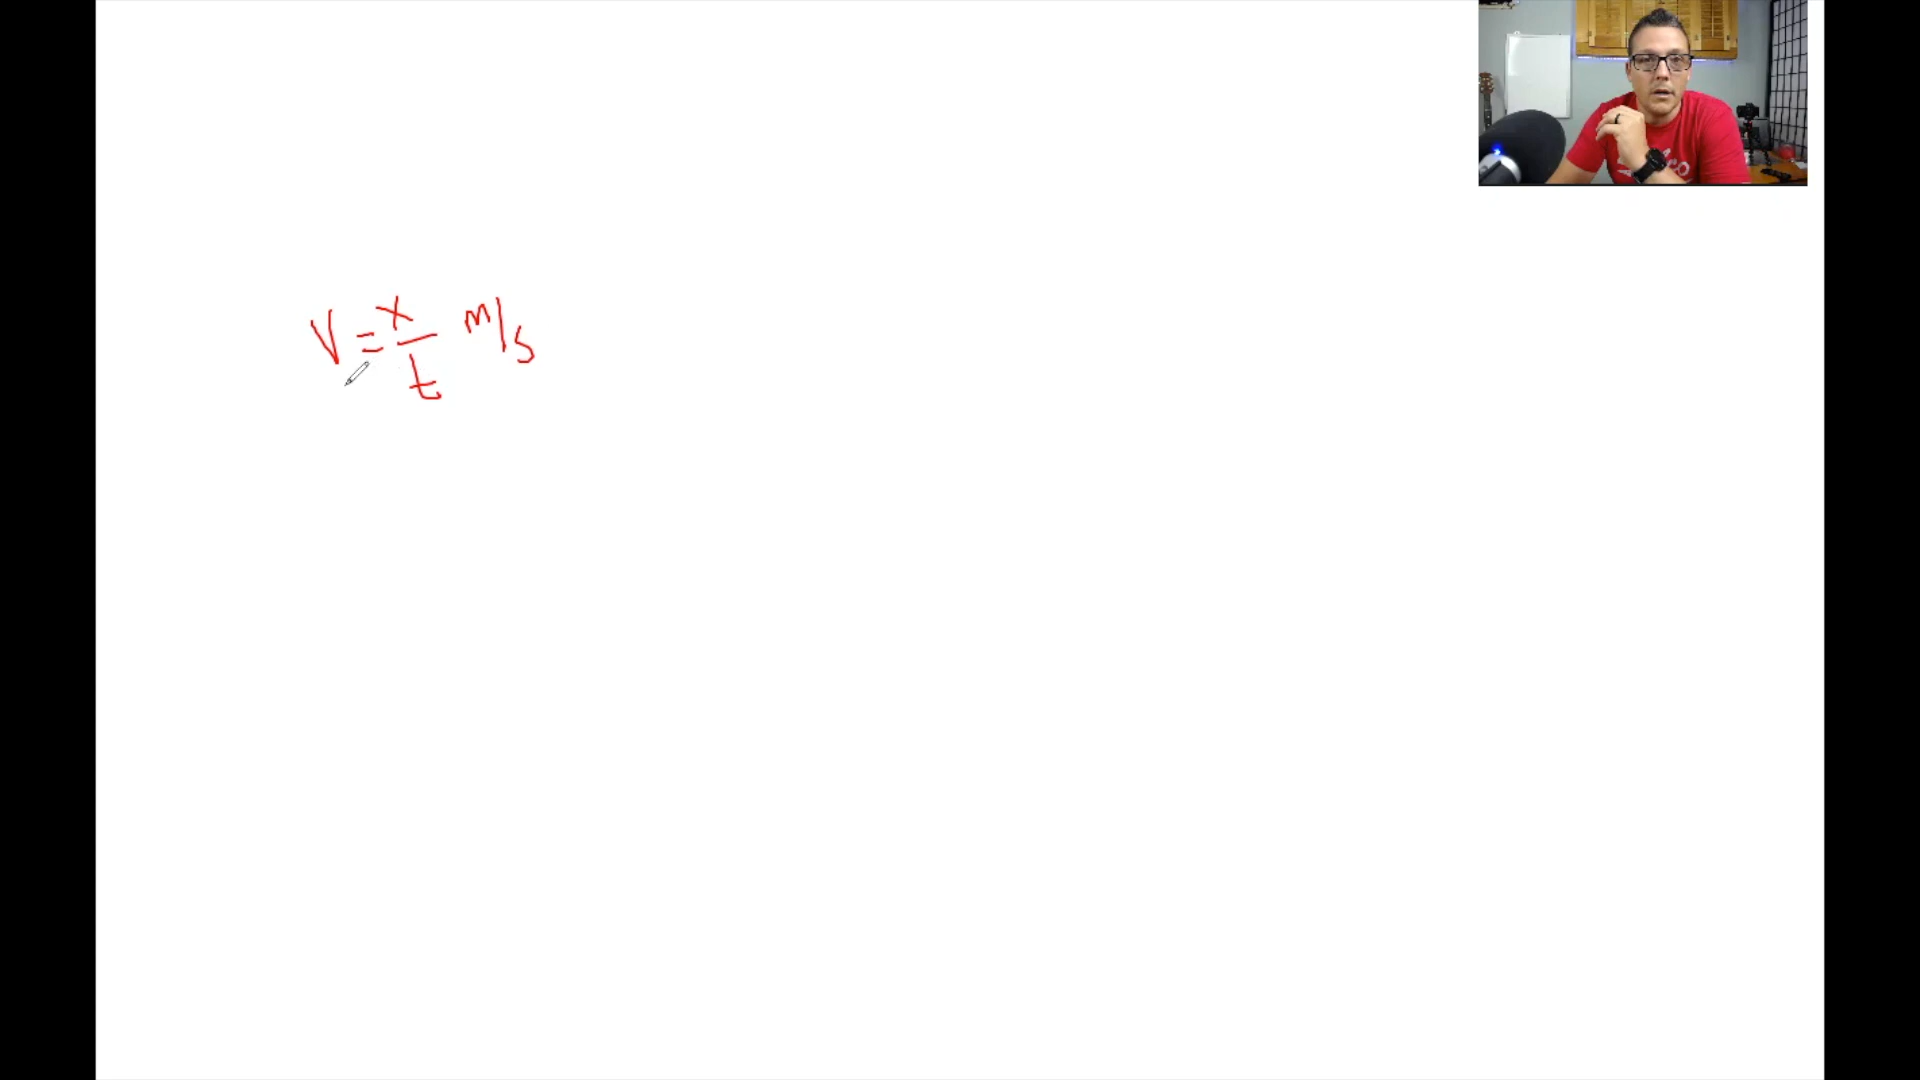 V = x/t m/s